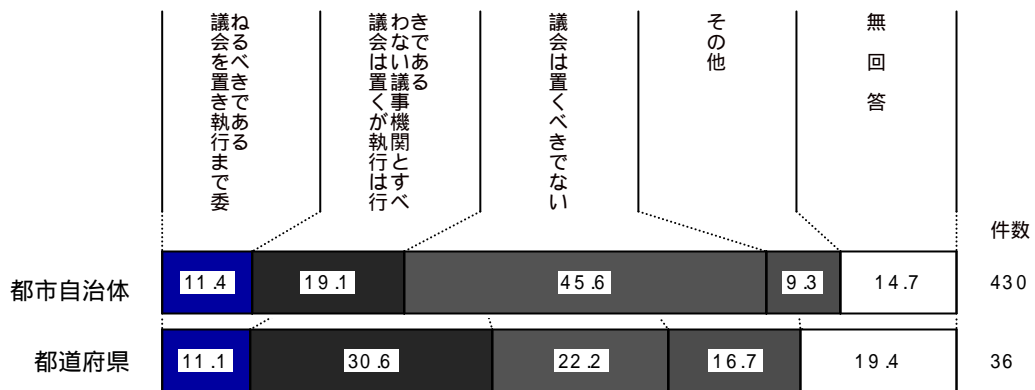 議会を置き執行まで委
ねるべきである
議会は置くが執行は行
わない議事機関とすべ
きである
議会は置くべきでない
その他
無回答
件数
都市自治体 11.4 19.1 45.6 9.3 14.7 430
都道府県 11.1 30.6 22.2 16.7 19.4 36